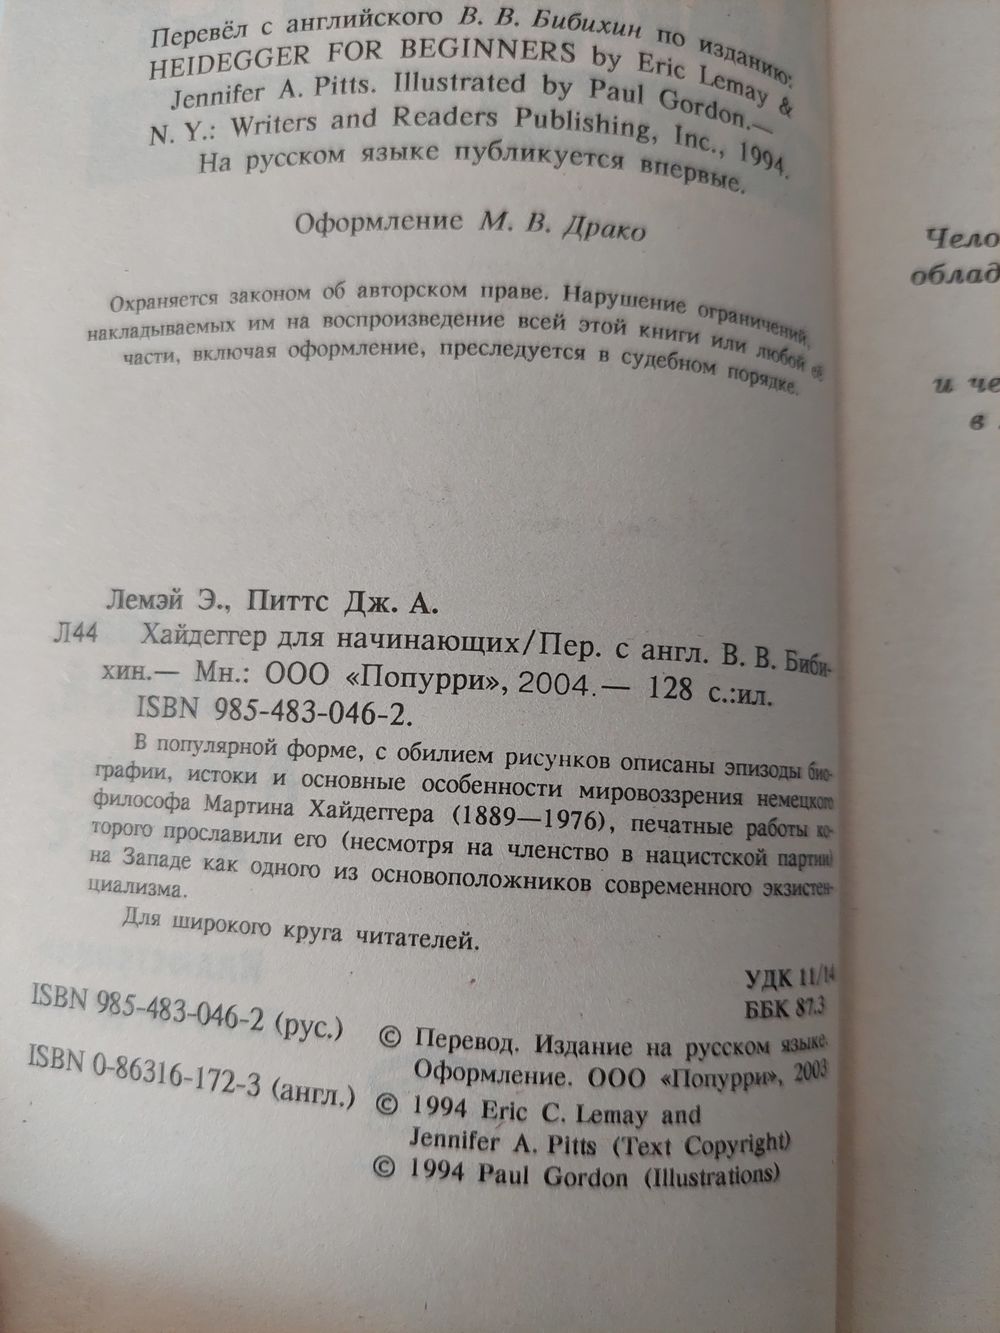 Перевёл с английского В. В. Бибихин по изданию:
HEIDEGGER FOR BEGINNERS by Eric Lemay &
Jennifer A. Pitts. Illustrated by Paul Gordon.—
N. Y.: Writers and Readers Publishing, Inc., 1994.
На русском языке публикуется впервые.
Оформление М. В. Драко
Охраняется законом об авторском праве. Нарушение ограничений,
накладываемых им на воспроизведение всей этой книги или любой её
части, включая оформление, преследуется в судебном порядке.
Лемэй Э., Питтс Дж. А.
Л44 Хайдеггер для начинающих/Пер. с англ. В. В. Биби-
хин.— Мн.: ООО «Попурри», 2004.— 128 с.:ил.
ISBN 985-483-046-2.
В популярной форме, с обилием рисунков описаны эпизоды био-
графии, истоки и основные особенности мировоззрения немецкого
философа Мартина Хайдеггера (1889—1976), печатные работы ко-
торого прославили его (несмотря на членство в нацистской партии)
на Западе как одного из основоположников современного экзистен-
циализма.
Для широкого круга читателей.
УДК 11/14
ББК 87.3
ISBN 985-483-046-2 (рус.)
ISBN 0-86316-172-3 (англ.)
© Перевод. Издание на русском языке.
Оформление. ООО «Попурри», 2003
© 1994 Eric C. Lemay and
Jennifer A. Pitts (Text Copyright)
© 1994 Paul Gordon (Illustrations)
Чело
облад
и че
в